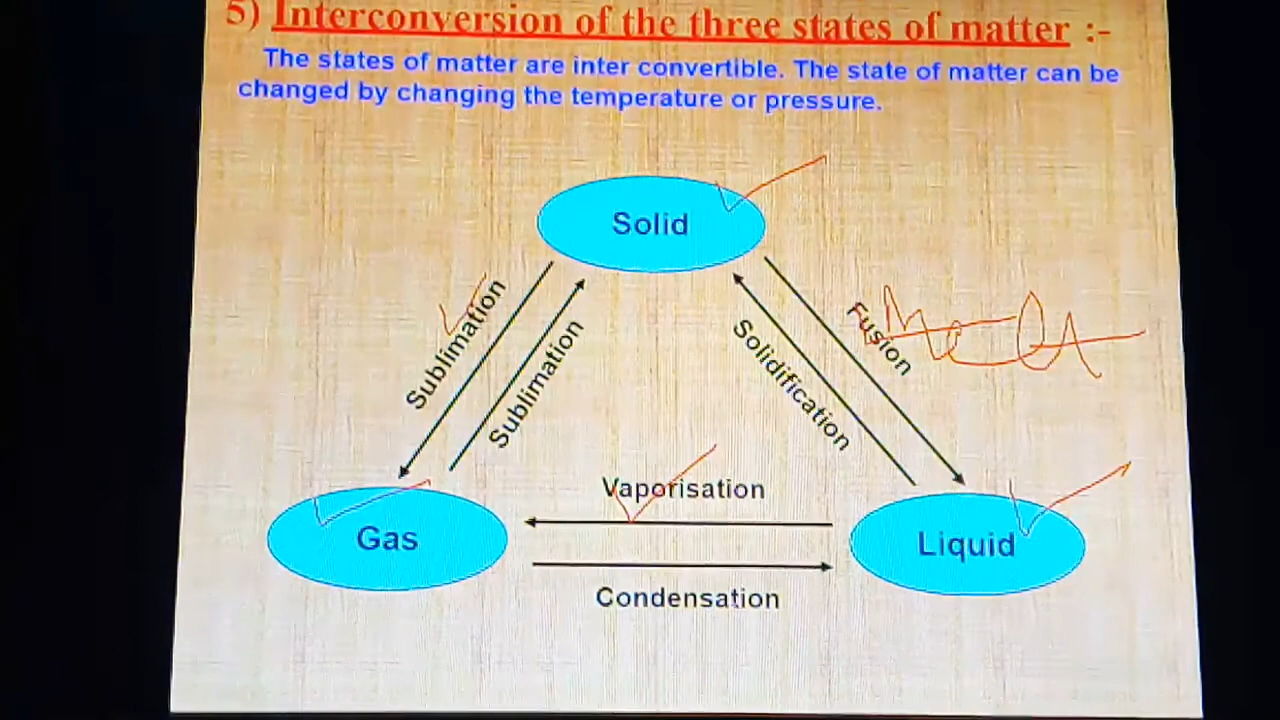 5) Interconversion of the three states of matter :-
The states of matter are inter convertible. The state of matter can be
changed by changing the temperature or pressure.
Solid
Sublimation
Sublimation
Solidification
Fusion
Melt
Vaporisation
Gas
Liquid
Condensation